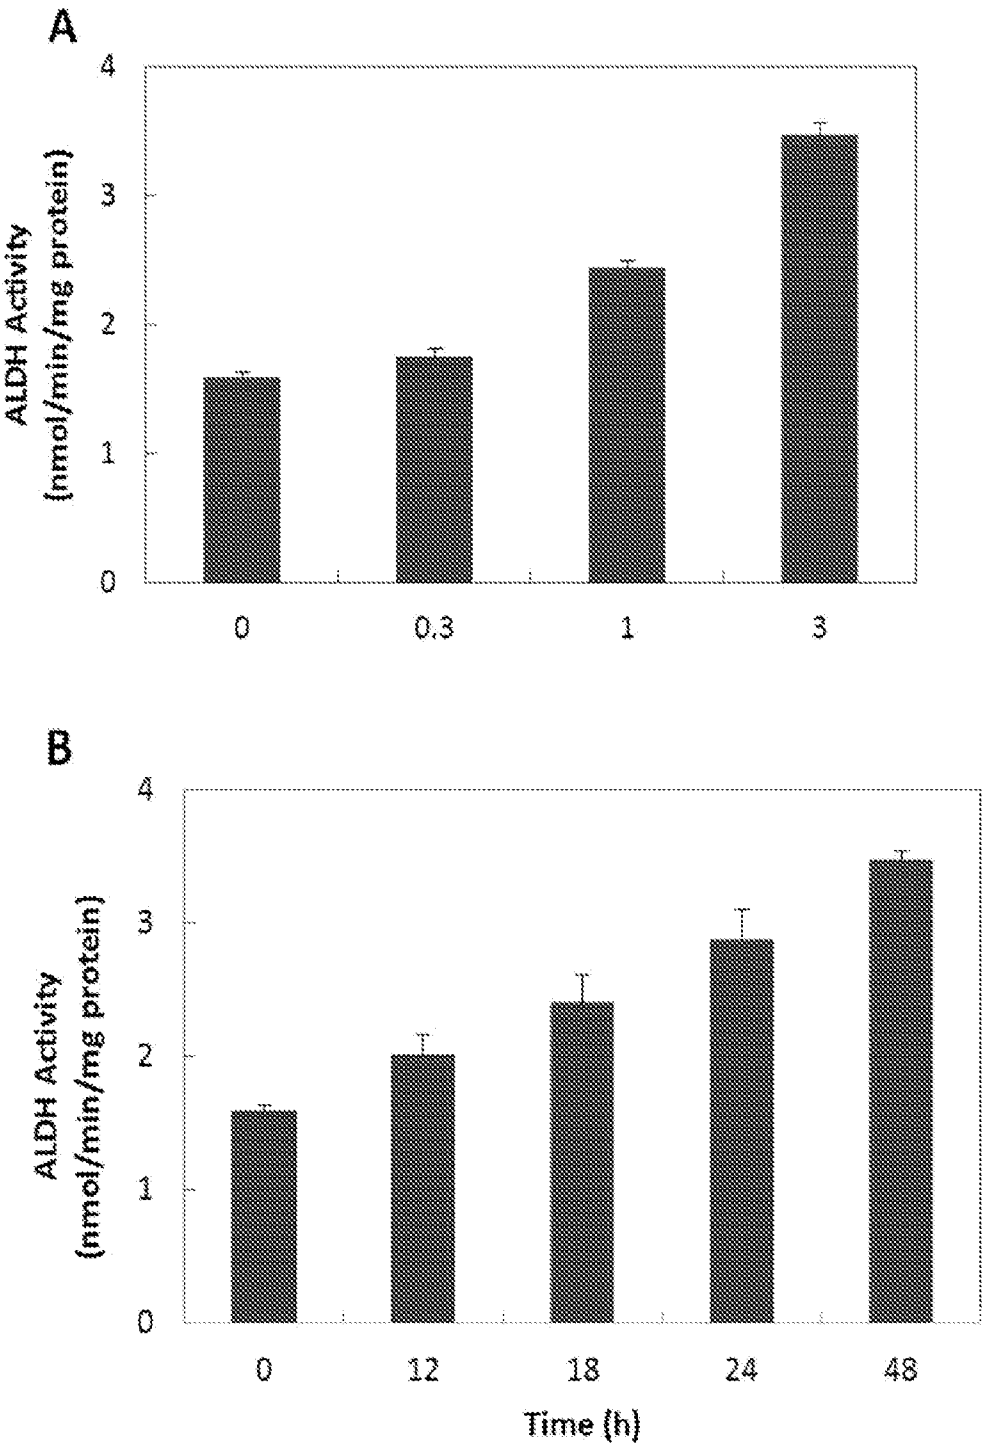 A
4
3
2
1
0
ALDH Activity
(nmol/min/mg protein)
0 0.3 1 3
B
4
3
2
1
0
ALDH Activity
(nmol/min/mg protein)
0 12 18 24 48
Time (h)